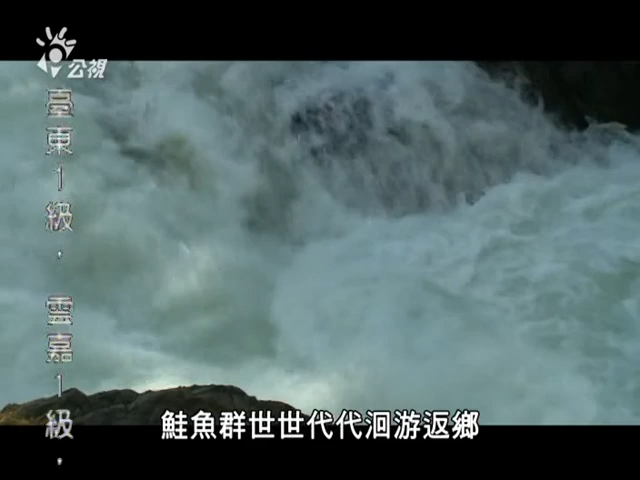 公視
臺東1級． 雲嘉1級．
鮭魚群世世代代洄游返鄉